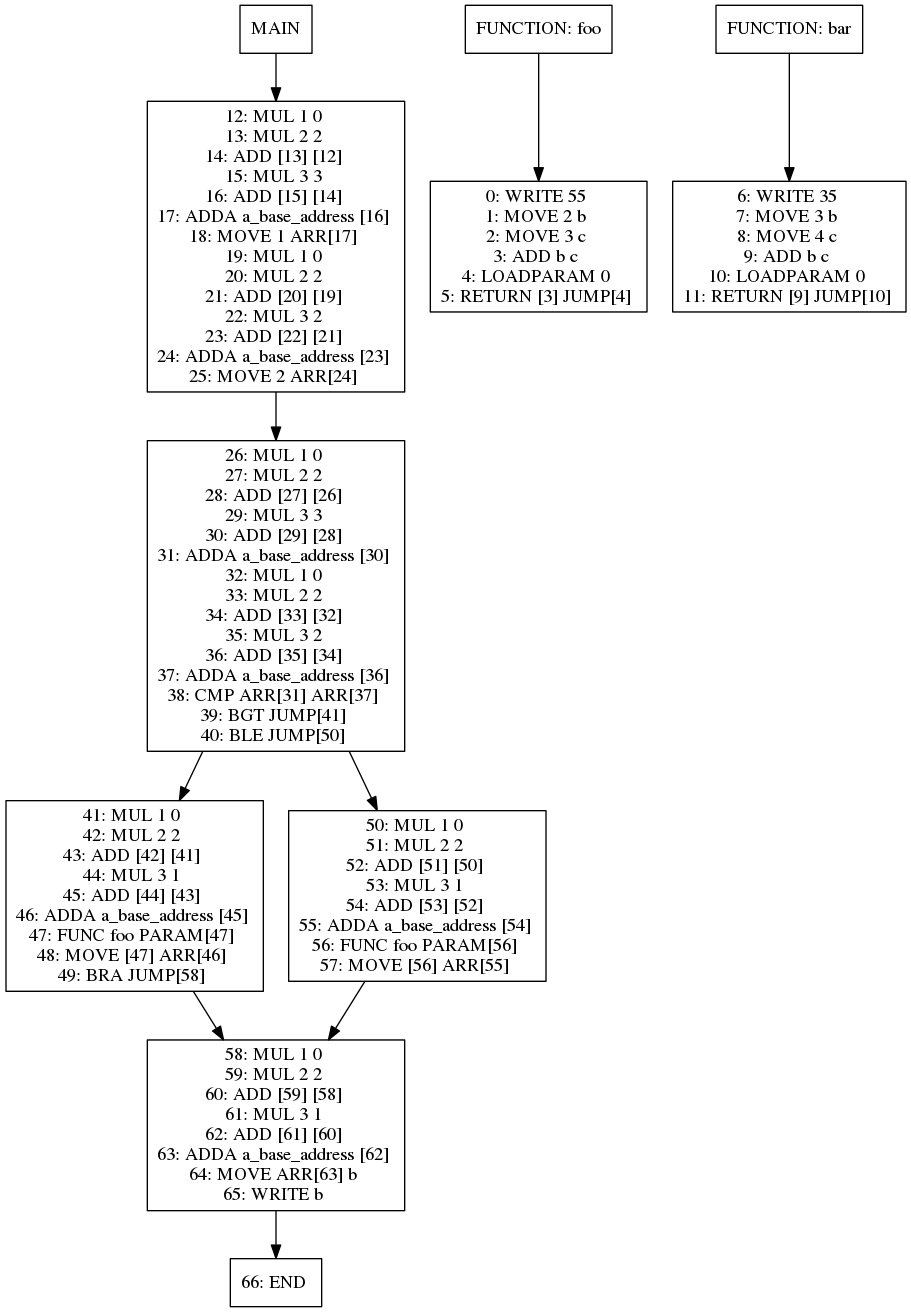 MAIN
FUNCTION: foo
FUNCTION: bar
12: MUL 1 0
13: MUL 2 2
14: ADD [13] [12]
15: MUL 3 3
16: ADD [15] [14]
17: ADDA a_base_address [16]
18: MOVE 1 ARR[17]
19: MUL 1 0
20: MUL 2 2
21: ADD [20] [19]
22: MUL 3 2
23: ADD [22] [21]
24: ADDA a_base_address [23]
25: MOVE 2 ARR[24]
0: WRITE 55
1: MOVE 2 b
2: MOVE 3 c
3: ADD b c
4: LOADPARAM 0
5: RETURN [3] JUMP[4]
6: WRITE 35
7: MOVE 3 b
8: MOVE 4 c
9: ADD b c
10: LOADPARAM 0
11: RETURN [9] JUMP[10]
26: MUL 1 0
27: MUL 2 2
28: ADD [27] [26]
29: MUL 3 3
30: ADD [29] [28]
31: ADDA a_base_address [30]
32: MUL 1 0
33: MUL 2 2
34: ADD [33] [32]
35: MUL 3 2
36: ADD [35] [34]
37: ADDA a_base_address [36]
38: CMP ARR[31] ARR[37]
39: BGT JUMP[41]
40: BLE JUMP[50]
41: MUL 1 0
42: MUL 2 2
43: ADD [42] [41]
44: MUL 3 1
45: ADD [44] [43]
46: ADDA a_base_address [45]
47: FUNC foo PARAM[47]
48: MOVE [47] ARR[46]
49: BRA JUMP[58]
50: MUL 1 0
51: MUL 2 2
52: ADD [51] [50]
53: MUL 3 1
54: ADD [53] [52]
55: ADDA a_base_address [54]
56: FUNC foo PARAM[56]
57: MOVE [56] ARR[55]
58: MUL 1 0
59: MUL 2 2
60: ADD [59] [58]
61: MUL 3 1
62: ADD [61] [60]
63: ADDA a_base_address [62]
64: MOVE ARR[63] b
65: WRITE b
66: END